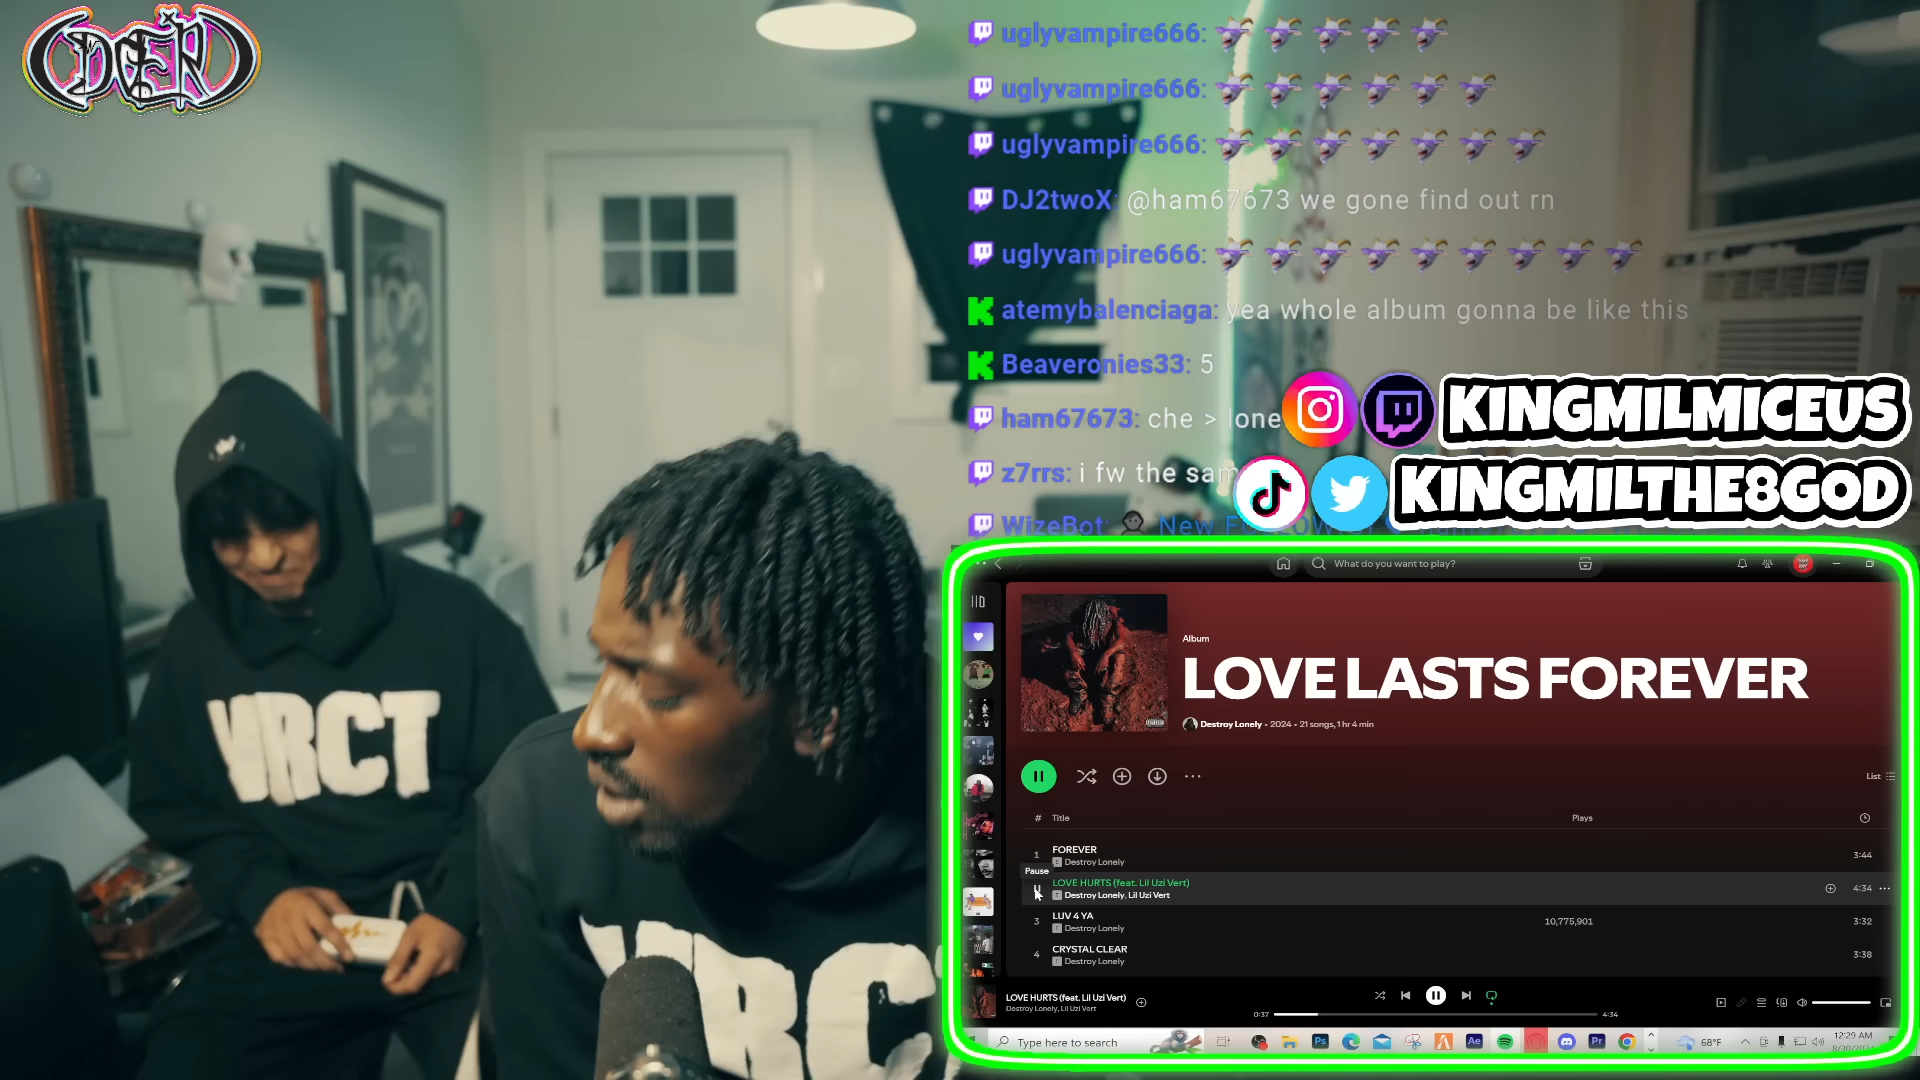 uglyvampire666:
uglyvampire666:
uglyvampire666:
DJ2twoX: @ham67673 we gone find out rn
uglyvampire666:
atemybalenciaga: yea whole album gonna be like this
Beaveronies33: 5
ham67673: che > lone
z7rrs: i fw the sam
WizeBot: New
KINGMILMICEUS
KINGMILTHE8GOD
VRCT
VRC
What do you want to play?
Album
LOVE LASTS FOREVER
Destroy Lonely • 2024 • 21 songs, 1 hr 4 min
List
# Title Plays
1 FOREVER 3:44
E Destroy Lonely
Pause
LOVE HURTS (feat. Lil Uzi Vert) 4:34
E Destroy Lonely, Lil Uzi Vert
3 LUV 4 YA 10,775,901 3:32
E Destroy Lonely
4 CRYSTAL CLEAR 3:38
E Destroy Lonely
LOVE HURTS (feat. Lil Uzi Vert)
Destroy Lonely, Lil Uzi Vert
0:37 4:34
Type here to search
Ps
Ae
Pr
68°F
12:29 AM